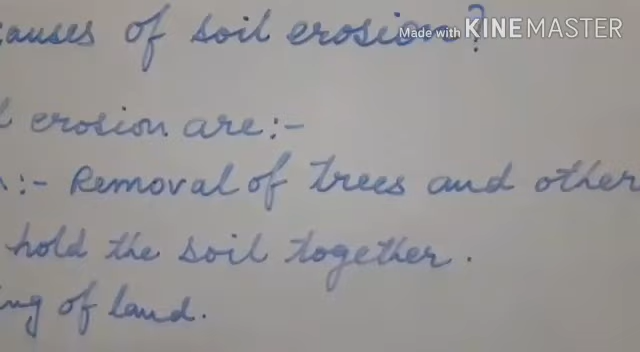 causes of soil erosion?
Made with KINEMASTER
erosion are:-
:- Removal of trees and other
hold the soil together.
ing of land.